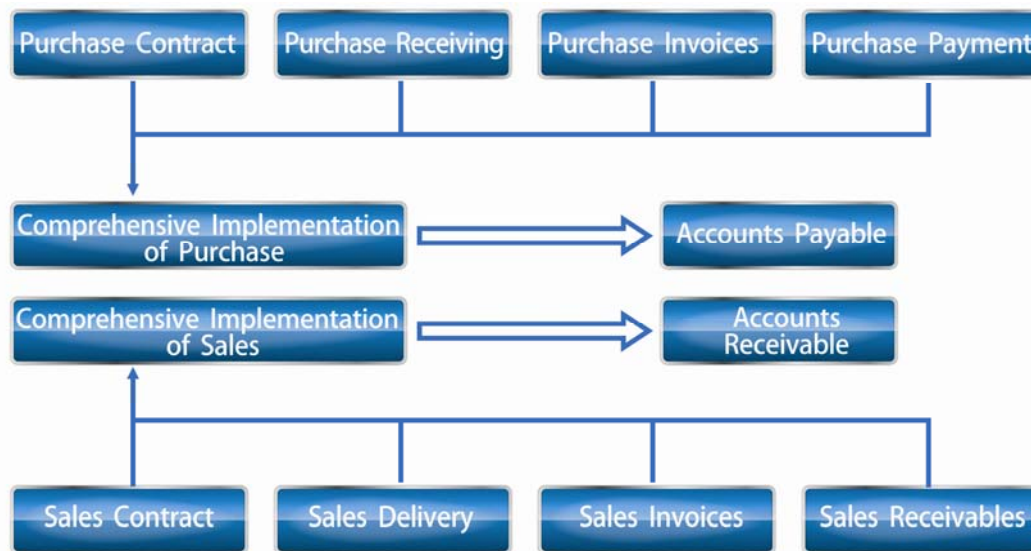 Purchase Contract
Purchase Receiving
Purchase Invoices
Purchase Payment
Comprehensive Implementation
of Purchase
Accounts Payable
Comprehensive Implementation
of Sales
Accounts
Receivable
Sales Contract
Sales Delivery
Sales Invoices
Sales Receivables